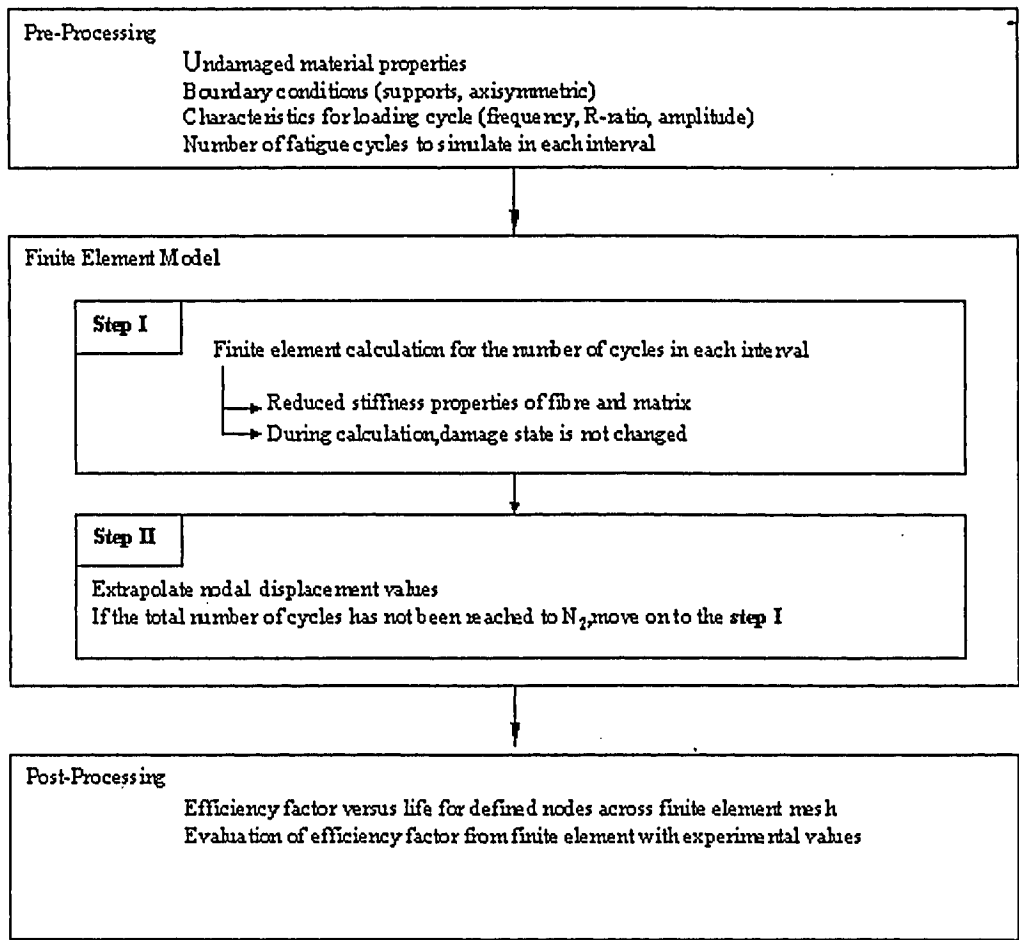 Pre-Processing
Undamaged material properties
Boundary conditions (supports, axisymmetric)
Characteristics for loading cycle (frequency, R-ratio, amplitude)
Number of fatigue cycles to simulate in each interval
Finite Element Model
Step I
Finite element calculation for the number of cycles in each interval
Reduced stiffness properties of fibre and matrix
During calculation,damage state is not changed
Step II
Extrapolate nodal displacement values
If the total number of cycles has not been reached to N₂,move on to the step I
Post-Processing
Efficiency factor versus life for defined nodes across finite element mesh
Evaluation of efficiency factor from finite element with experimental values